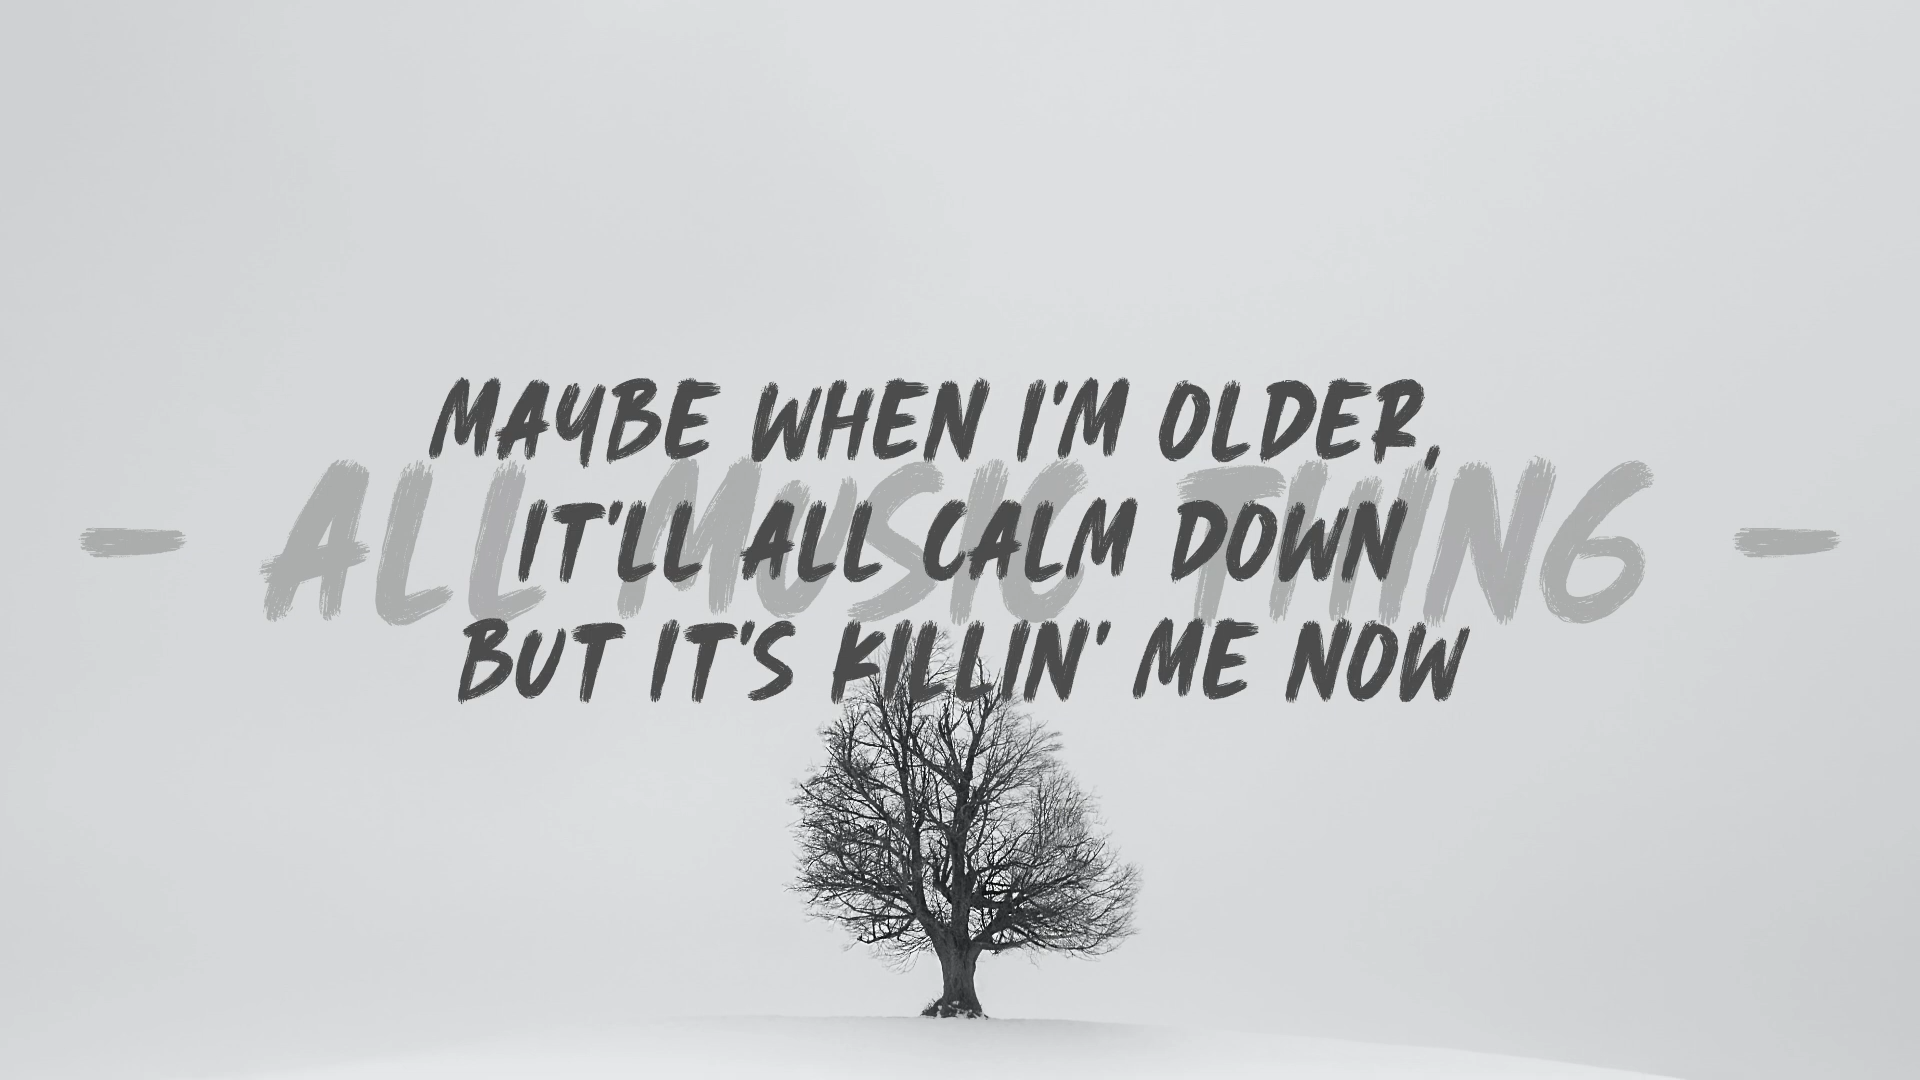 MAYBE WHEN I'M OLDER,
- ALL MUSIC THING -
IT'LL ALL CALM DOWN
BUT IT'S KILLIN' ME NOW